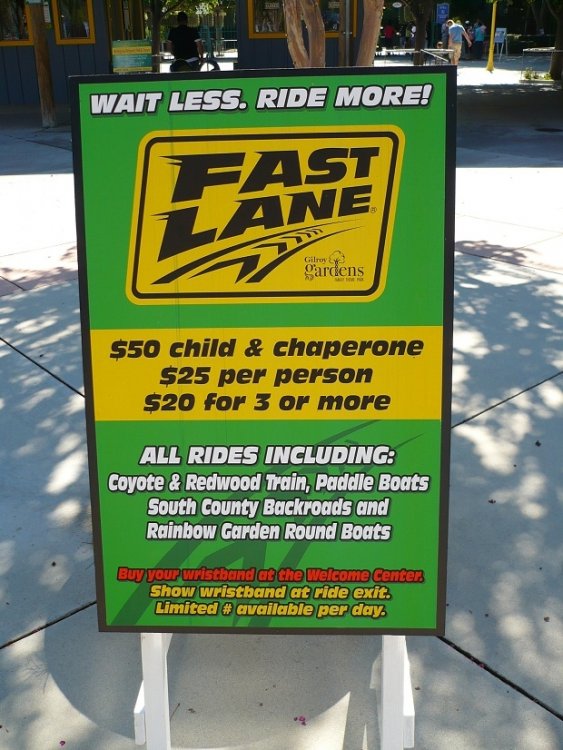 WAIT LESS. RIDE MORE!
FAST
LANE
Gilroy
gardens
$50 child & chaperone
$25 per person
$20 for 3 or more
ALL RIDES INCLUDING:
Coyote & Redwood Train, Paddle Boats
South County Backroads and
Rainbow Garden Round Boats
Buy your wristband at the Welcome Center.
Show wristband at ride exit.
Limited # available per day.